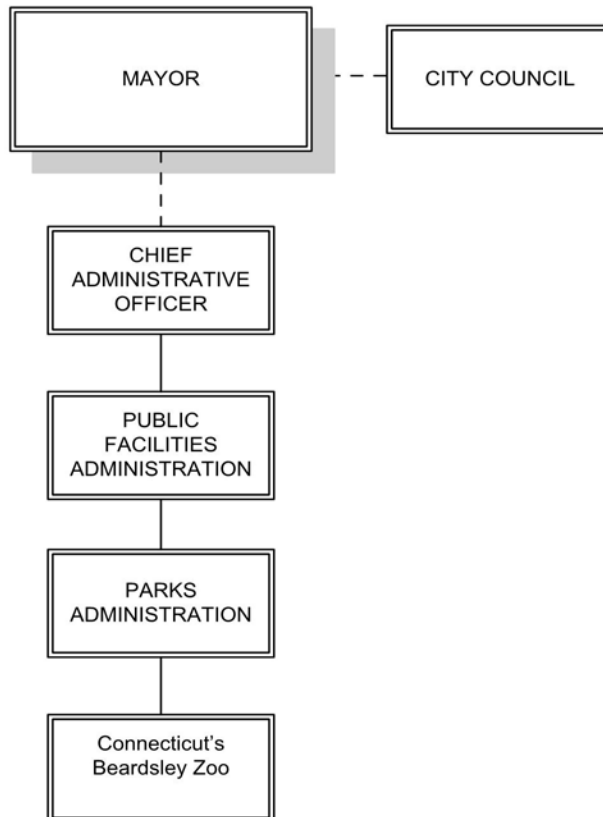 MAYOR
CITY COUNCIL
CHIEF
ADMINISTRATIVE
OFFICER
PUBLIC
FACILITIES
ADMINISTRATION
PARKS
ADMINISTRATION
Connecticut’s
Beardsley Zoo